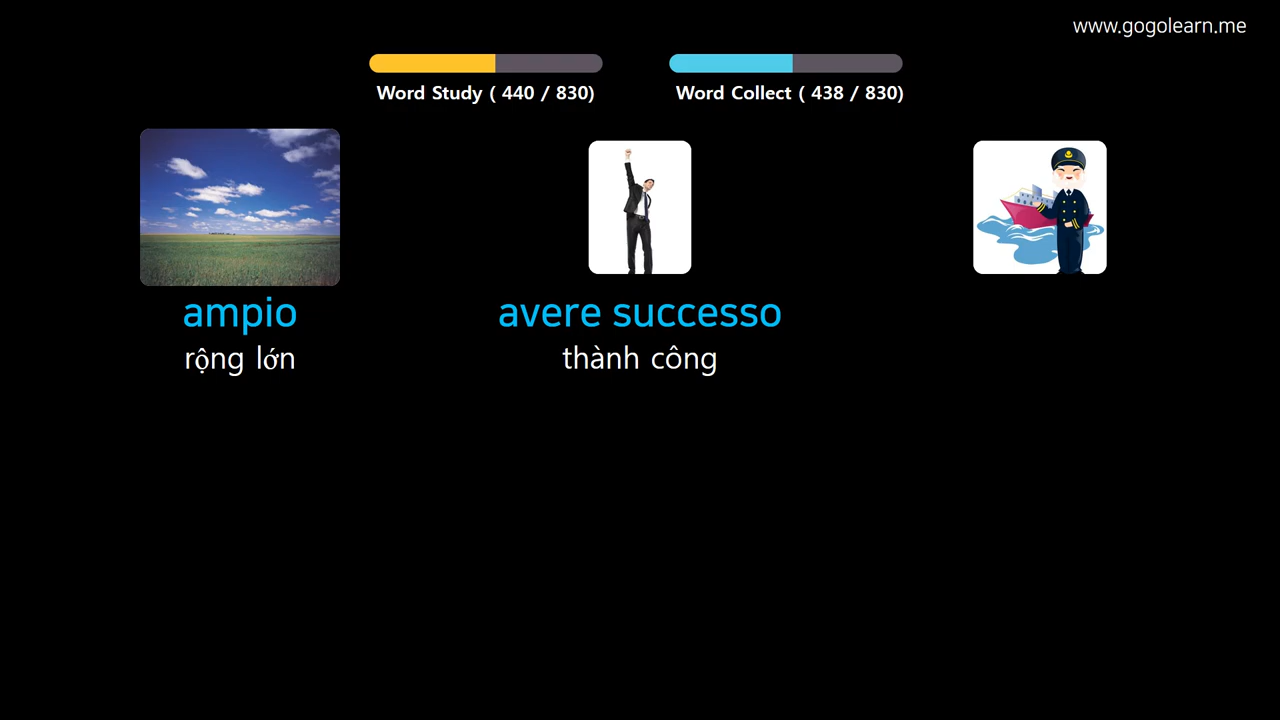 www.gogolearn.me
Word Study ( 440 / 830)
Word Collect ( 438 / 830)
ampio
avere successo
rộng lớn
thành công